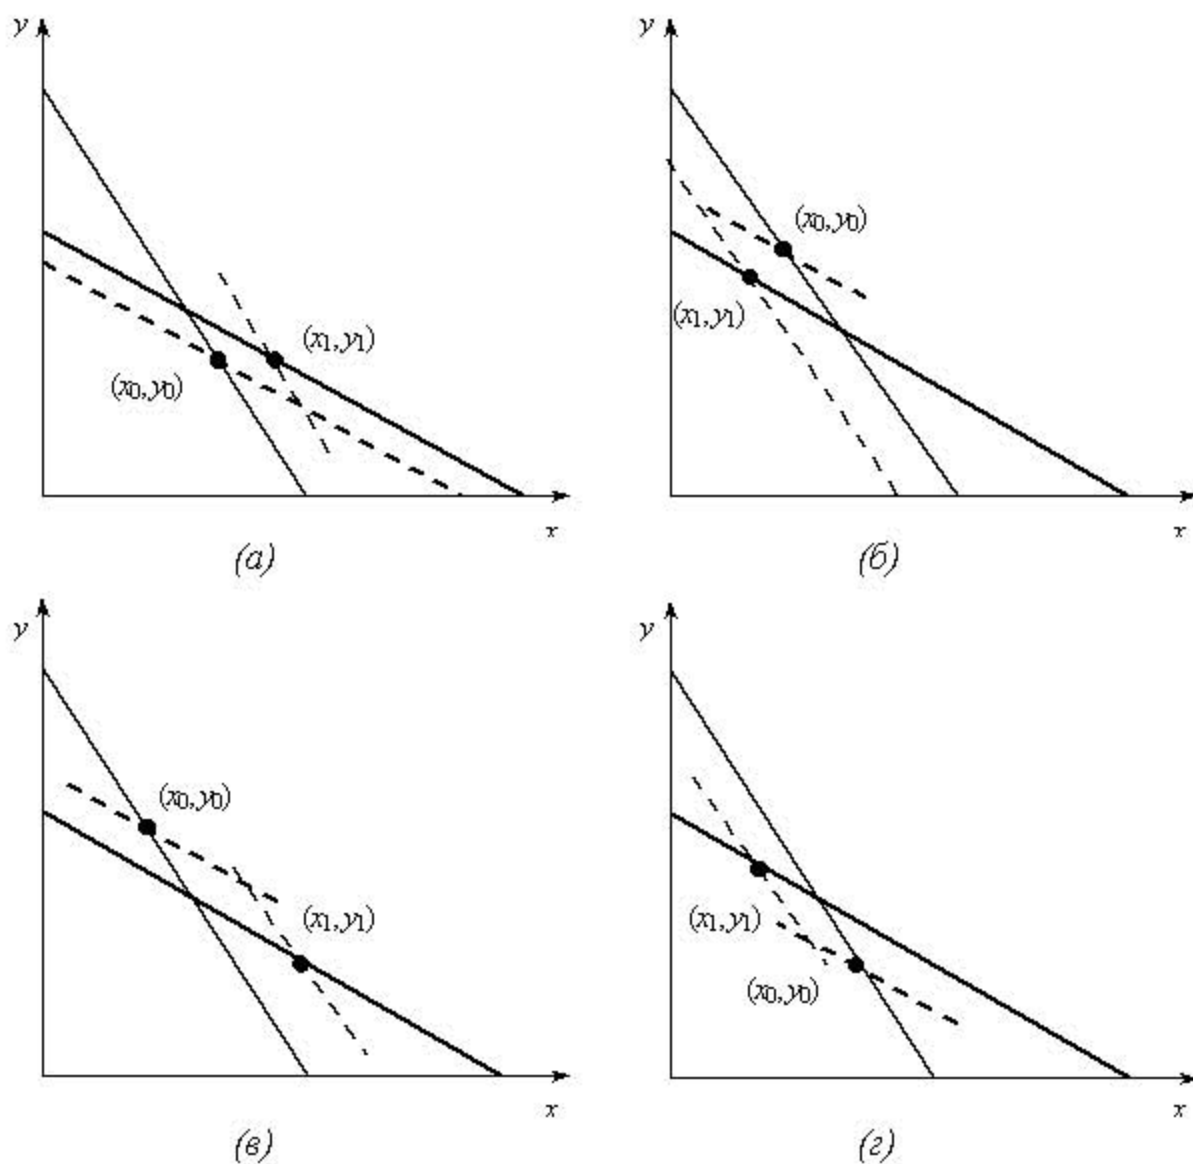 y y
(x₀,y₀)
(x₁,y₁)
(x₁,y₁)
(x₀,y₀)
x x
(а) (б)
y y
(x₀,y₀)
(x₁,y₁)
(x₁,y₁)
(x₀,y₀)
x x
(в) (г)